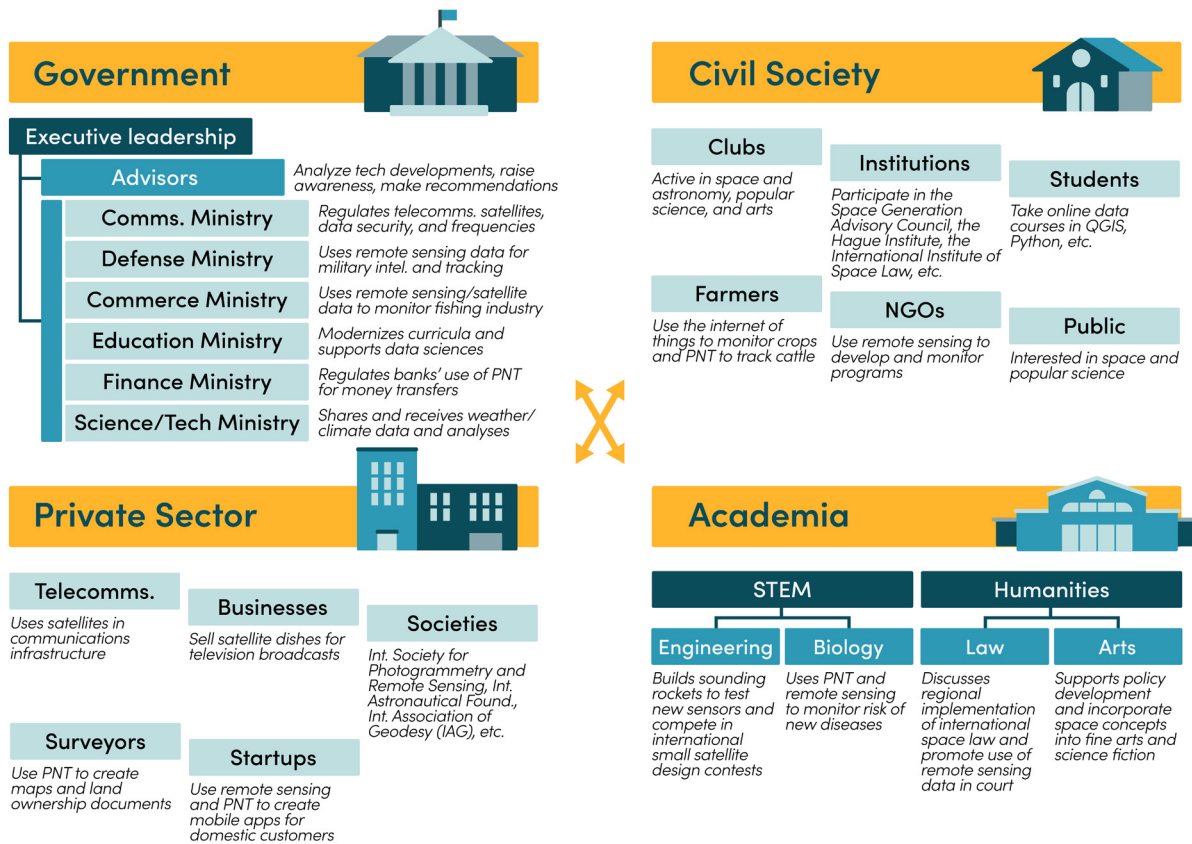 Government
Executive leadership
Advisors
Analyze tech developments, raise
awareness, make recommendations
Comms. Ministry
Regulates telecomms. satellites,
data security, and frequencies
Defense Ministry
Uses remote sensing data for
military intel. and tracking
Commerce Ministry
Uses remote sensing/satellite
data to monitor fishing industry
Education Ministry
Modernizes curricula and
supports data sciences
Finance Ministry
Regulates banks' use of PNT
for money transfers
Science/Tech Ministry
Shares and receives weather/
climate data and analyses
Civil Society
Clubs
Active in space and
astronomy, popular
science, and arts
Institutions
Participate in the
Space Generation
Advisory Council, the
Hague Institute, the
International Institute of
Space Law, etc.
Students
Take online data
courses in QGIS,
Python, etc.
Farmers
Use the internet of
things to monitor crops
and PNT to track cattle
NGOs
Use remote sensing to
develop and monitor
programs
Public
Interested in space and
popular science
Private Sector
Telecomms.
Uses satellites in
communications
infrastructure
Businesses
Sell satellite dishes for
television broadcasts
Societies
Int. Society for
Photogrammetry and
Remote Sensing, Int.
Astronautical Found.,
Int. Association of
Geodesy (IAG), etc.
Surveyors
Use PNT to create
maps and land
ownership documents
Startups
Use remote sensing
and PNT to create
mobile apps for
domestic customers
Academia
STEM
Engineering
Builds sounding
rockets to test
new sensors and
compete in
international
small satellite
design contests
Biology
Uses PNT and
remote sensing
to monitor risk of
new diseases
Humanities
Law
Discusses
regional
implementation
of international
space law and
promote use of
remote sensing
data in court
Arts
Supports policy
development
and incorporate
space concepts
into fine arts and
science fiction